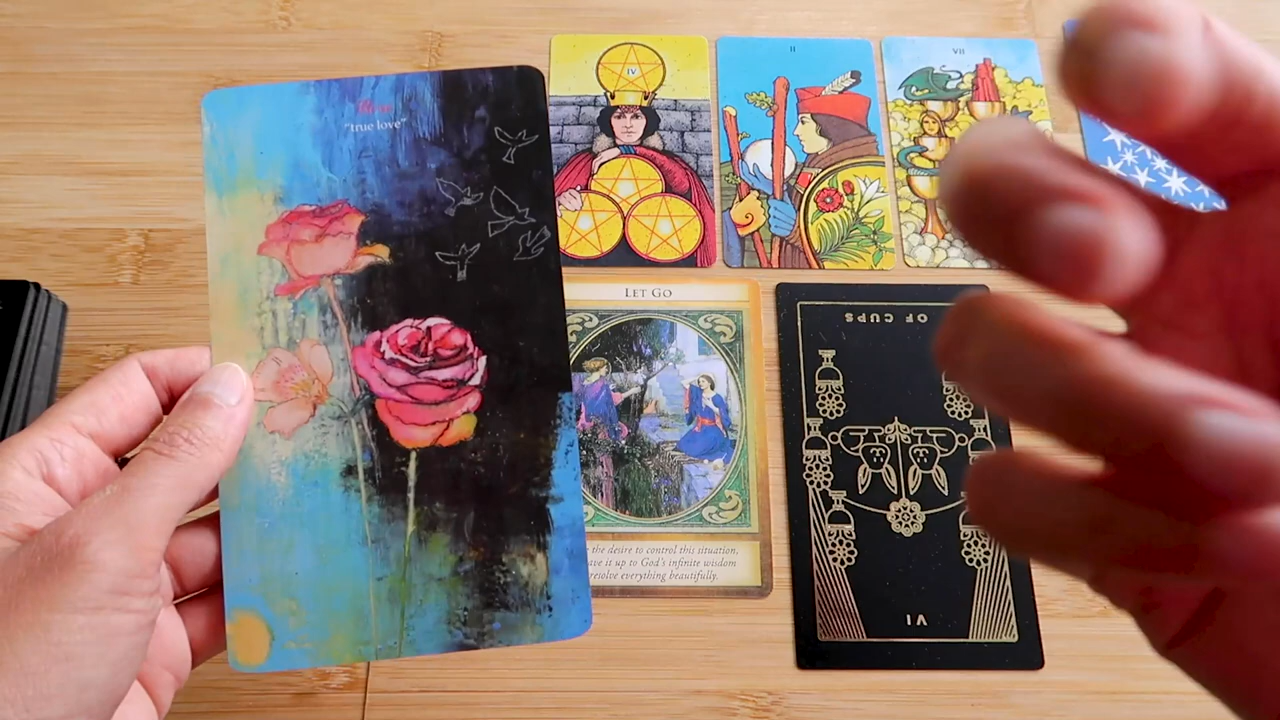 Rose
"true love"
IV
II
VII
LET GO
the desire to control this situation,
ave it up to God's infinite wisdom
resolve everything beautifully.
OF CUPS
VI